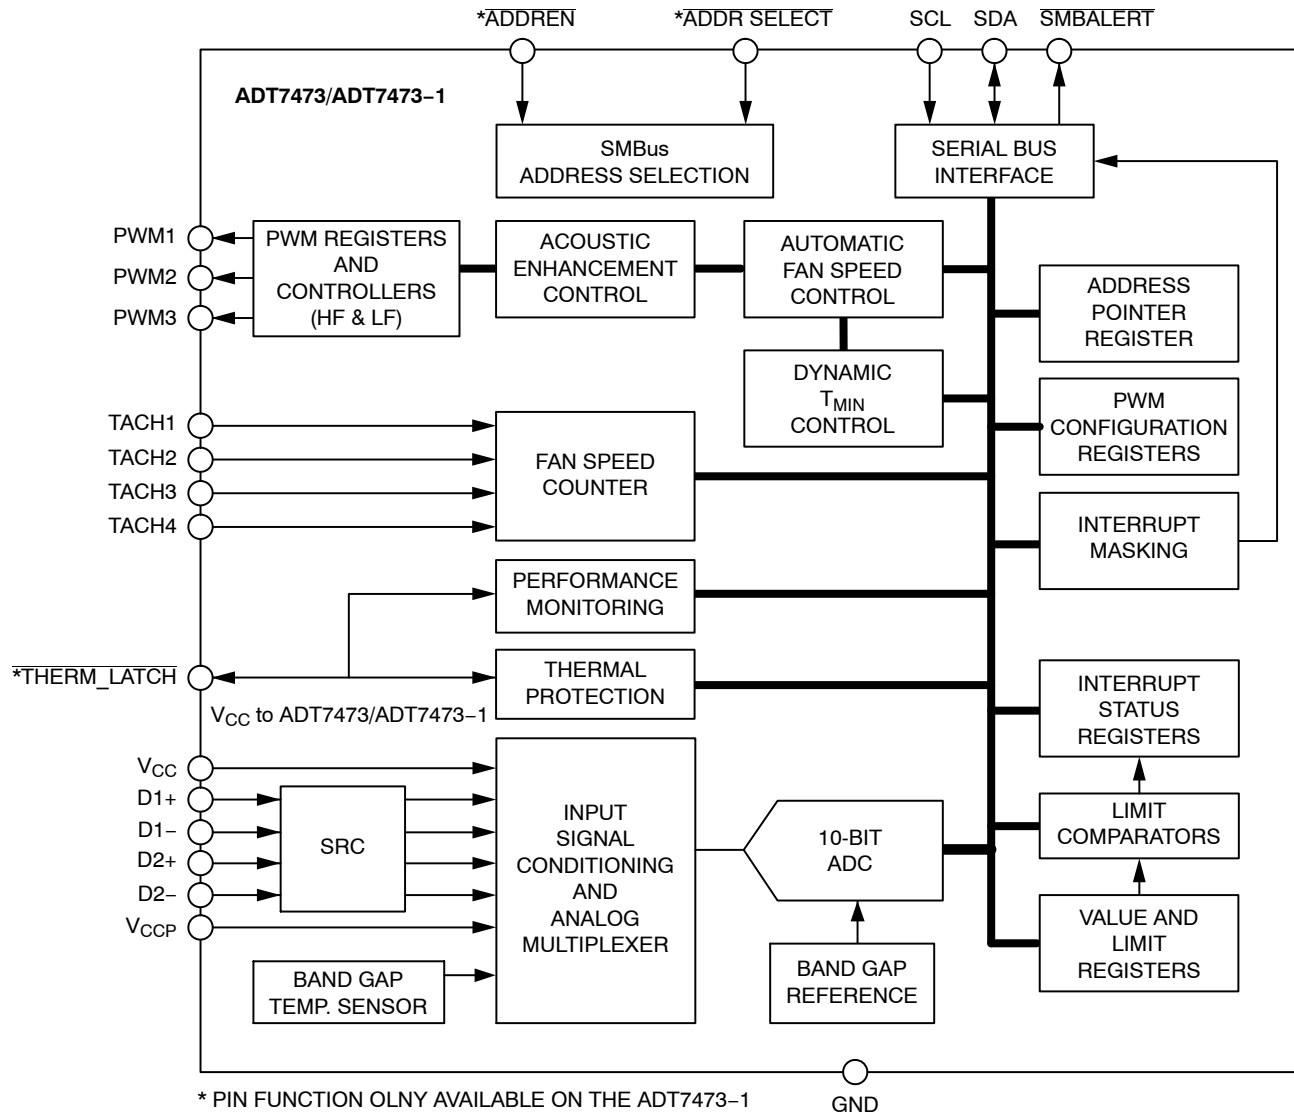 *ADDREN
*ADDR SELECT
SCL
SDA
SMBALERT
ADT7473/ADT7473−1
SMBus
ADDRESS SELECTION
SERIAL BUS
INTERFACE
PWM1
PWM2
PWM3
PWM REGISTERS
AND
CONTROLLERS
(HF & LF)
ACOUSTIC
ENHANCEMENT
CONTROL
AUTOMATIC
FAN SPEED
CONTROL
ADDRESS
POINTER
REGISTER
DYNAMIC
TMIN
CONTROL
PWM
CONFIGURATION
REGISTERS
TACH1
TACH2
TACH3
TACH4
FAN SPEED
COUNTER
INTERRUPT
MASKING
PERFORMANCE
MONITORING
*THERM_LATCH
THERMAL
PROTECTION
INTERRUPT
STATUS
REGISTERS
VCC to ADT7473/ADT7473−1
VCC
D1+
D1−
D2+
D2−
VCCP
SRC
INPUT
SIGNAL
CONDITIONING
AND
ANALOG
MULTIPLEXER
10-BIT
ADC
LIMIT
COMPARATORS
BAND GAP
TEMP. SENSOR
BAND GAP
REFERENCE
VALUE AND
LIMIT
REGISTERS
* PIN FUNCTION OLNY AVAILABLE ON THE ADT7473−1
GND